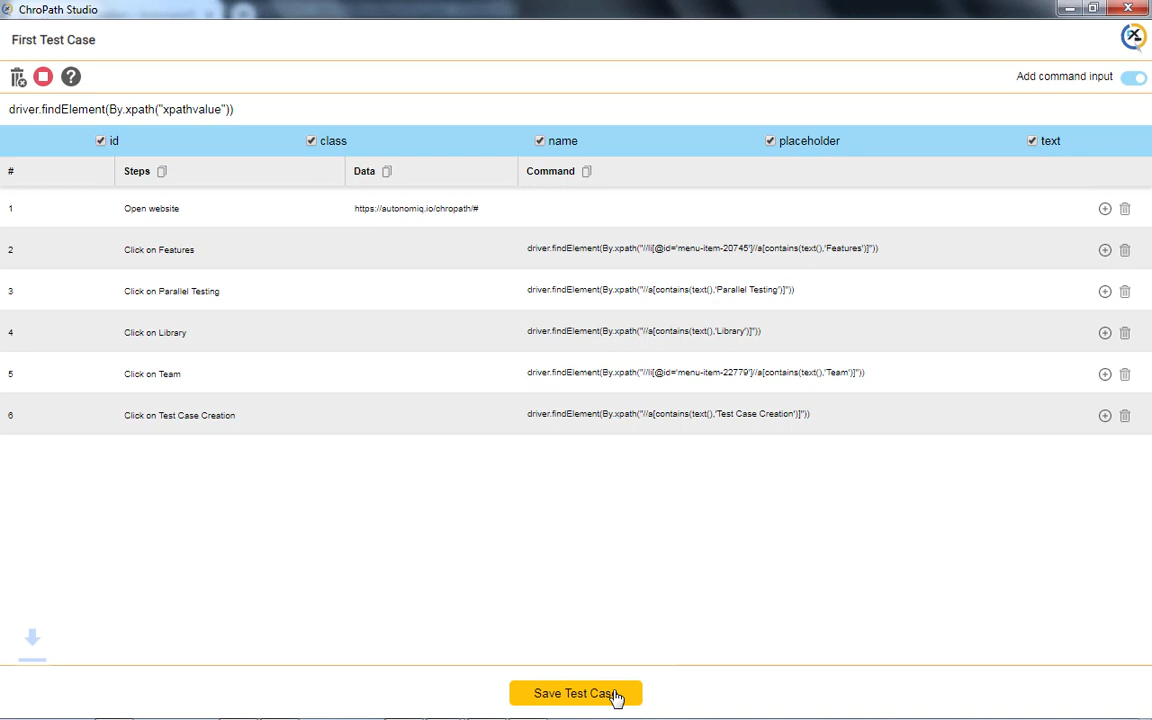 ChroPath Studio
First Test Case
Add command input
driver.findElement(By.xpath("xpathvalue"))
id class name placeholder text
# Steps Data Command
1 Open website https://autonomiq.io/chropath/#
2 Click on Features driver.findElement(By.xpath("//li[@id='menu-item-20745']//a[contains(text(),'Features')]"))
3 Click on Parallel Testing driver.findElement(By.xpath("//a[contains(text(),'Parallel Testing')]"))
4 Click on Library driver.findElement(By.xpath("//a[contains(text(),'Library')]"))
5 Click on Team driver.findElement(By.xpath("//li[@id='menu-item-22779']//a[contains(text(),'Team')]"))
6 Click on Test Case Creation driver.findElement(By.xpath("//a[contains(text(),'Test Case Creation')]"))
Save Test Case